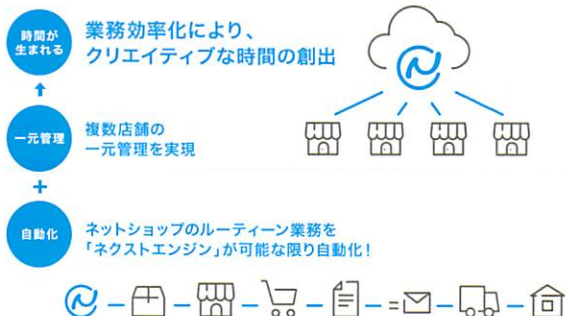 時間が
生まれる
業務効率化により、
クリエイティブな時間の創出
一元管理
複数店舗の
一元管理を実現
+
自動化
ネットショップのルーティーン業務を
「ネクストエンジン」が可能な限り自動化!